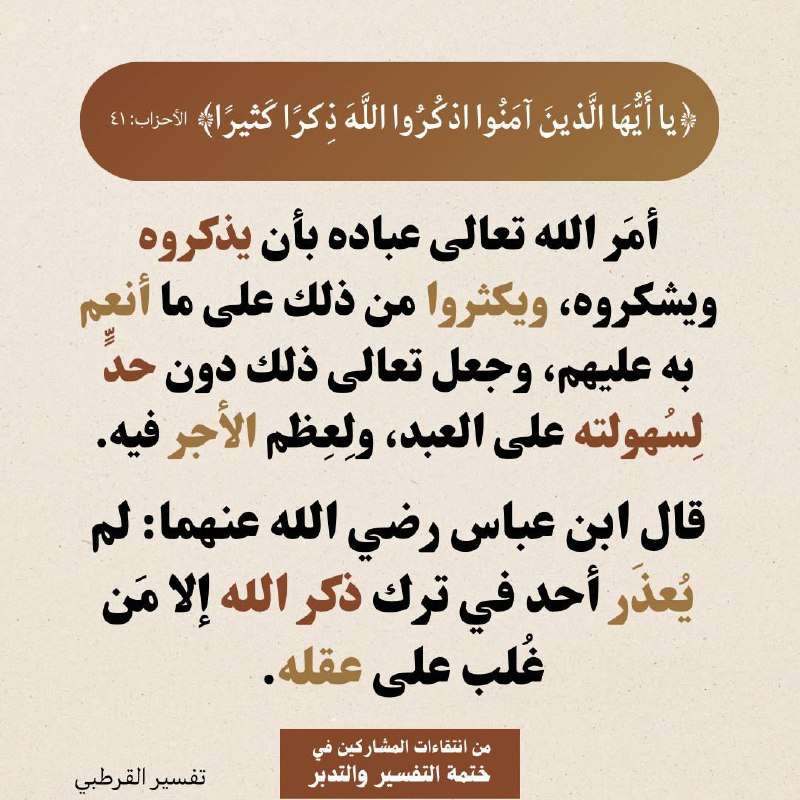 ﴿يا أَيُّهَا الَّذينَ آمَنُوا اذكُرُوا اللَّهَ ذِكرًا كَثيرًا﴾ الأحزاب: ٤١
أمَر الله تعالى عباده بأن يذكروه
ويشكروه، ويكثروا من ذلك على ما أنعم
به عليهم، وجعل تعالى ذلك دون حدٍّ
لِسُهولته على العبد، ولِعِظم الأجر فيه.
قال ابن عباس رضي الله عنهما: لم
يُعذَر أحد في ترك ذكر الله إلا مَن
غُلب على عقله.
من انتقاءات المشاركين في
ختمة التفسير والتدبر
تفسير القرطبي